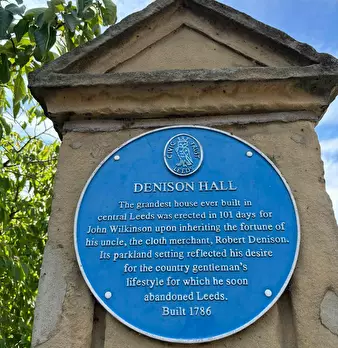 CIVIC TRUST
LEEDS
DENISON HALL
The grandest house ever built in
central Leeds was erected in 101 days for
John Wilkinson upon inheriting the fortune of
his uncle, the cloth merchant, Robert Denison.
Its parkland setting reflected his desire
for the country gentleman's
lifestyle for which he soon
abandoned Leeds.
Built 1786